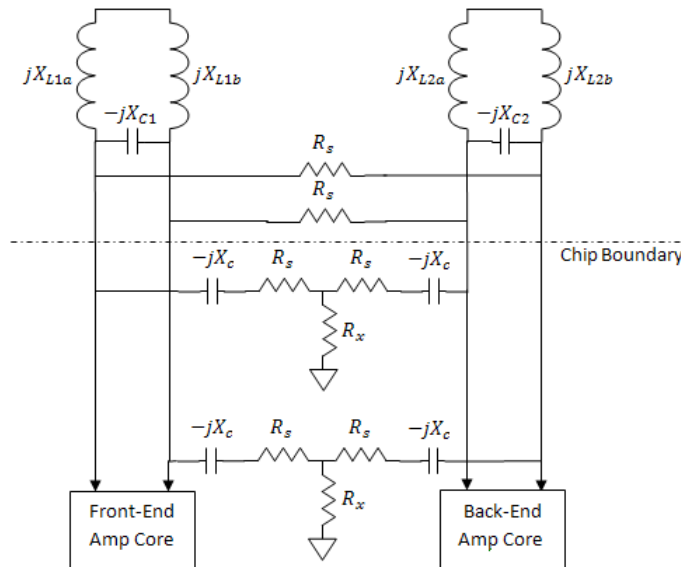 jX_{L1a} jX_{L1b} jX_{L2a} jX_{L2b}
-jX_{C1} -jX_{C2}
R_s
R_s
Chip Boundary
-jX_c R_s R_s -jX_c
R_x
-jX_c R_s R_s -jX_c
R_x
Front-End
Amp Core
Back-End
Amp Core